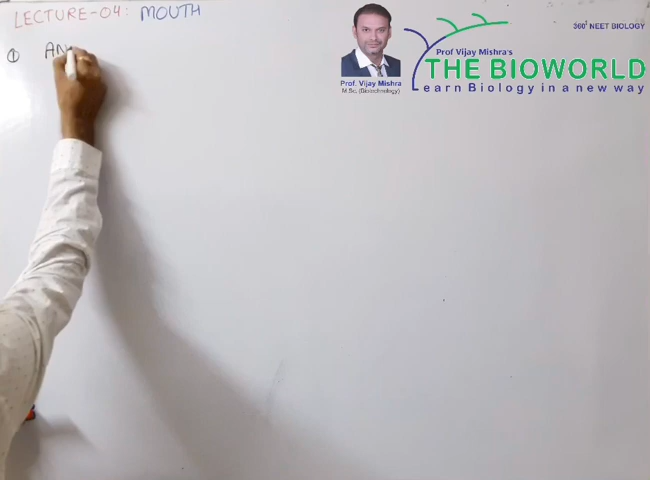 LECTURE-04: MOUTH
① AN
360° NEET BIOLOGY
Prof Vijay Mishra's
THE BIOWORLD
Learn Biology in a new way
Prof. Vijay Mishra
M.Sc. (Biotechnology)